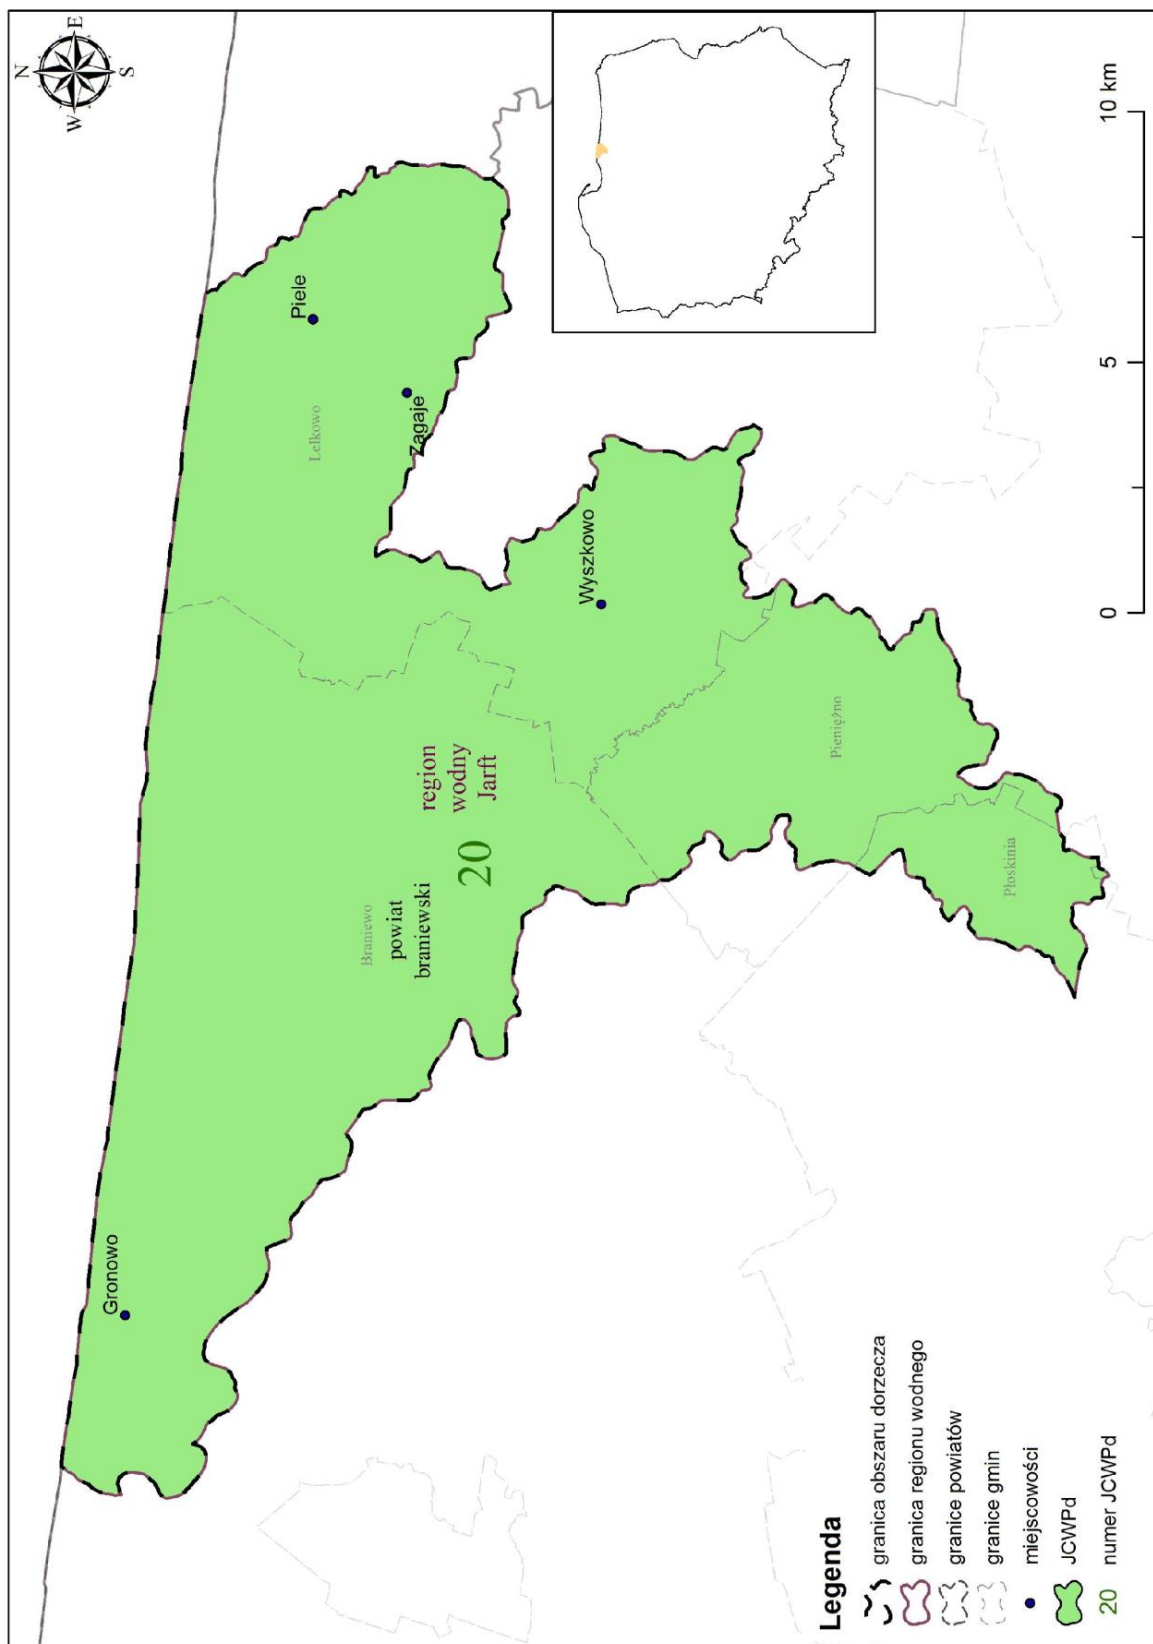 N
E
S
W
Gronowo
Piele
Lelkowo
Zagaje
Wyszkowo
Braniewo
powiat
braniewski
20
region
wodny
Jarft
Pieniężno
Płoskinia
Legenda
granica obszaru dorzecza
granica regionu wodnego
granice powiatów
granice gmin
miejscowości
JCWPd
20 numer JCWPd
0 5 10 km